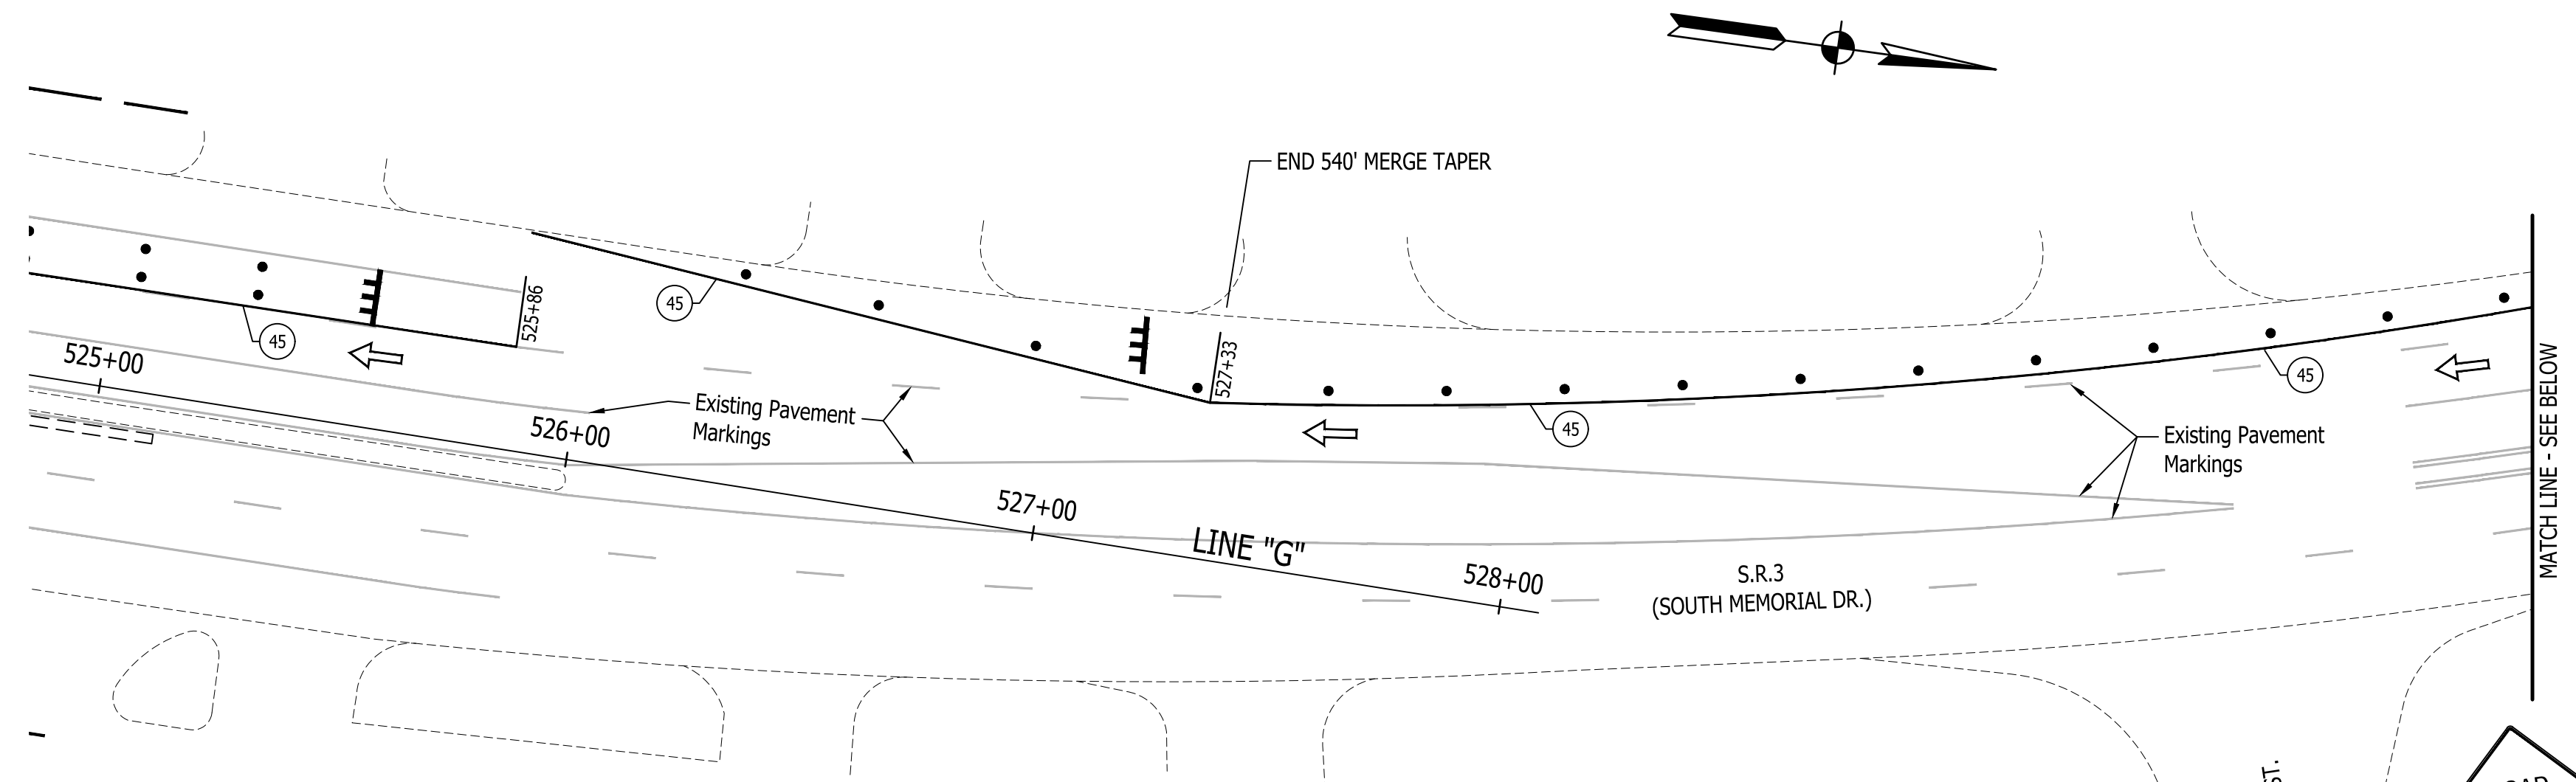 END 540' MERGE TAPER
525+86
45
45
527+33
525+00
Existing Pavement
Markings
526+00
45
45
Existing Pavement
Markings
MATCH LINE - SEE BELOW
527+00
LINE "G"
528+00
S.R.3
(SOUTH MEMORIAL DR.)
ST.